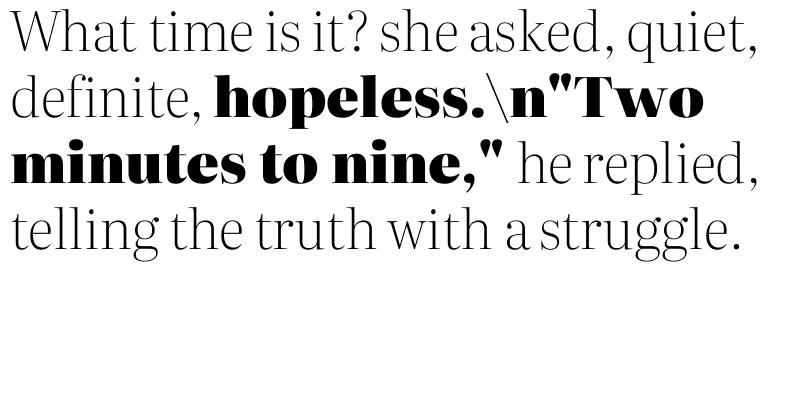 What time is it? she asked, quiet,
definite, hopeless.\n"Two
minutes to nine," he replied,
telling the truth with a struggle.